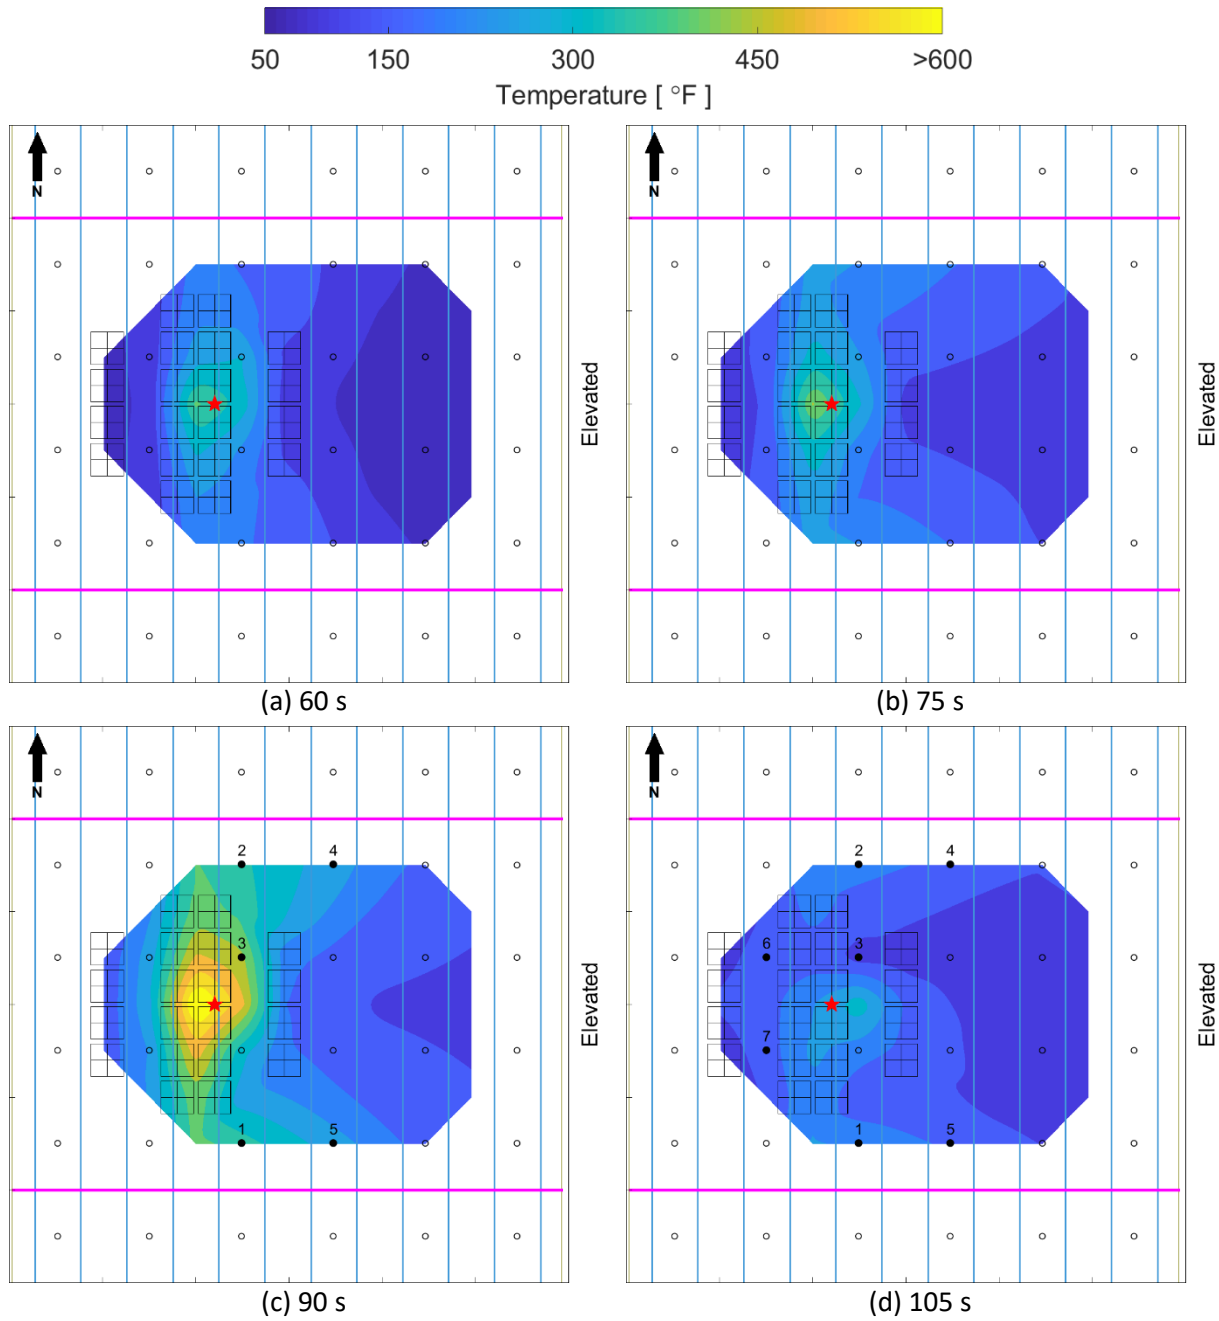 50 150 300 450 >600
Temperature [ °F ]
N
N
Elevated
Elevated
(a) 60 s
(b) 75 s
N
N
2 4
2 4
3
6 3
Elevated
Elevated
7
1 5
1 5
(c) 90 s
(d) 105 s